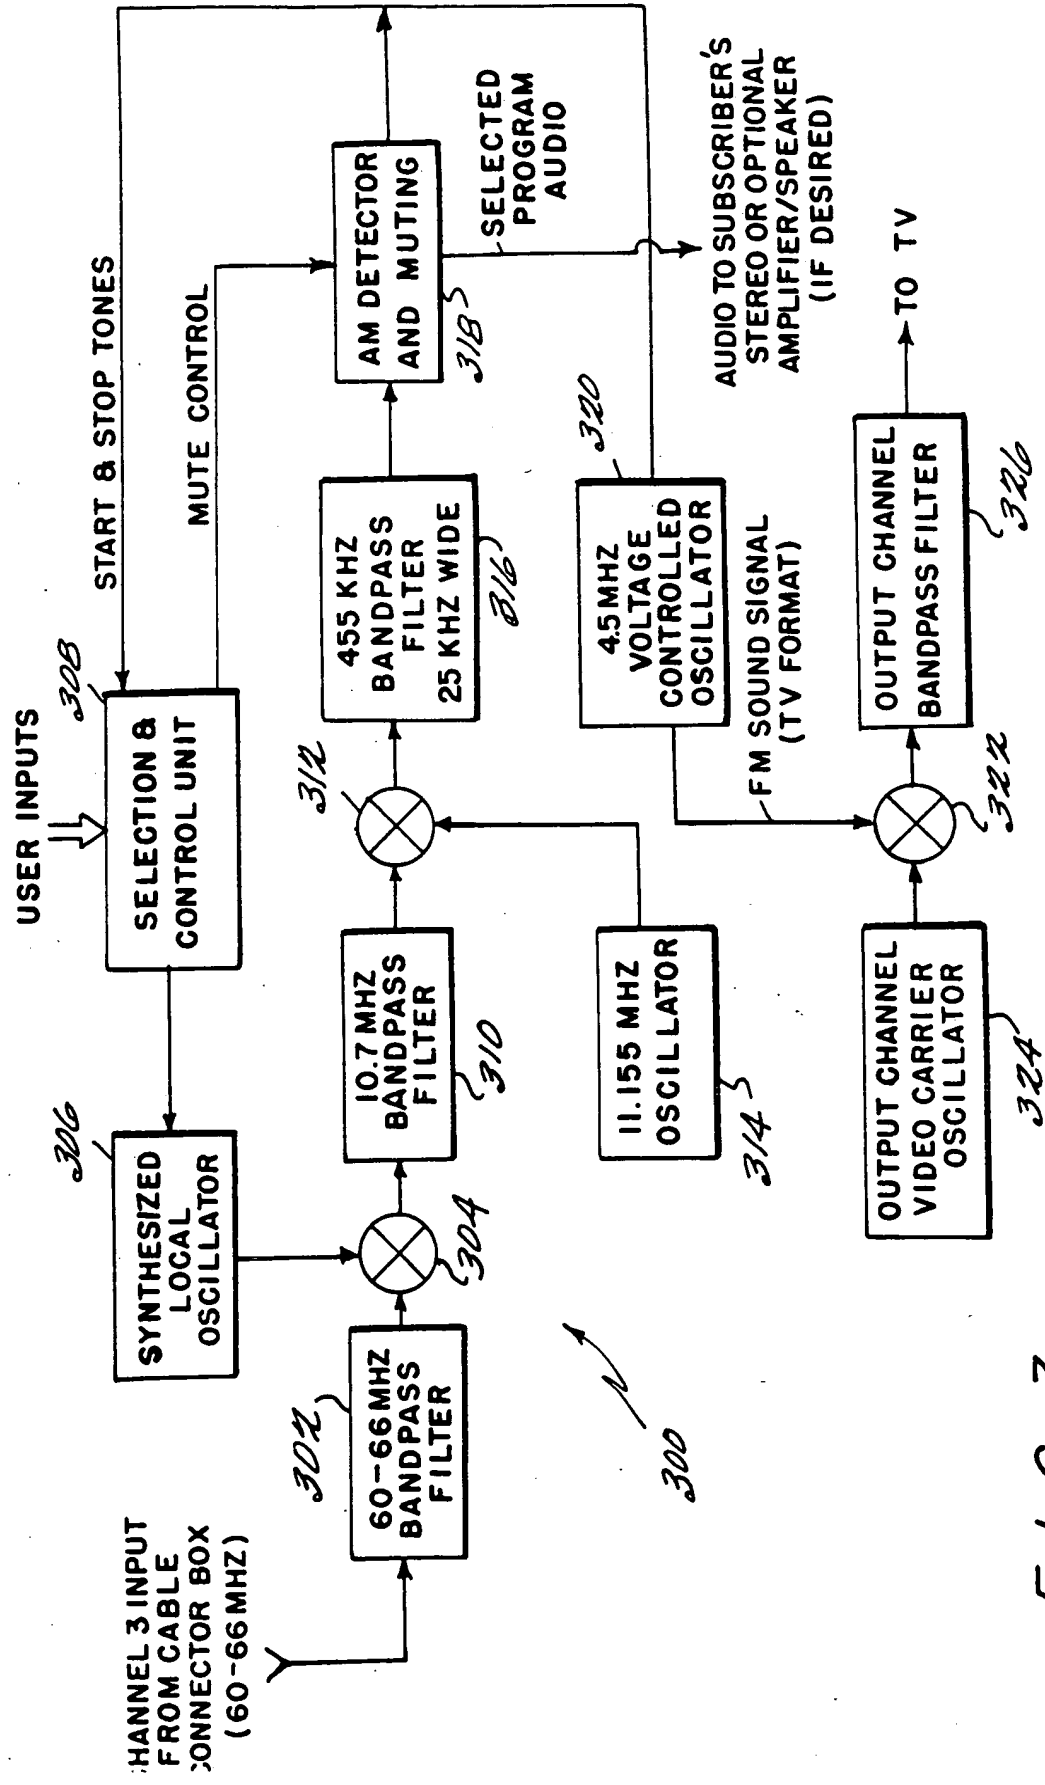 USER INPUTS
308
SELECTION &
CONTROL UNIT
START & STOP TONES
MUTE CONTROL
306
SYNTHESIZED
LOCAL
OSCILLATOR
HANNEL 3 INPUT
FROM CABLE
ONNECTOR BOX
(60-66 MHZ)
302
60-66 MHZ
BANDPASS
FILTER
304
10.7 MHZ
BANDPASS
FILTER
310
312
455 KHZ
BANDPASS
FILTER
25 KHZ WIDE
316
AM DETECTOR
AND MUTING
318
SELECTED
PROGRAM
AUDIO
11.155 MHZ
OSCILLATOR
314
320
4.5 MHZ
VOLTAGE
CONTROLLED
OSCILLATOR
FM SOUND SIGNAL
(TV FORMAT)
AUDIO TO SUBSCRIBER'S
STEREO OR OPTIONAL
AMPLIFIER/SPEAKER
(IF DESIRED)
300
OUTPUT CHANNEL
VIDEO CARRIER
OSCILLATOR
324
322
OUTPUT CHANNEL
BANDPASS FILTER
326
TO TV